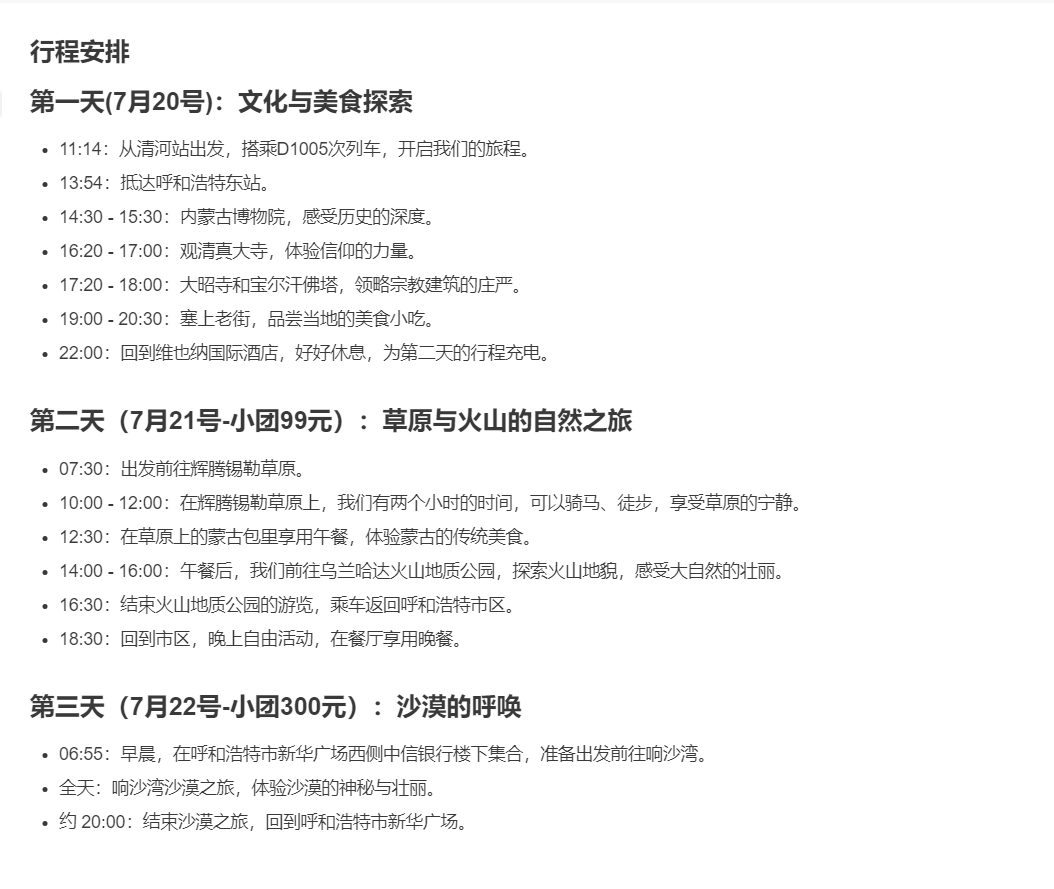 行程安排
第一天(7月20号)：文化与美食探索
11:14：从清河站出发，搭乘D1005次列车，开启我们的旅程。
13:54：抵达呼和浩特东站。
14:30 - 15:30：内蒙古博物院，感受历史的深度。
16:20 - 17:00：观清真大寺，体验信仰的力量。
17:20 - 18:00：大昭寺和宝尔汗佛塔，领略宗教建筑的庄严。
19:00 - 20:30：塞上老街，品尝当地的美食小吃。
22:00：回到维也纳国际酒店，好好休息，为第二天的行程充电。
第二天（7月21号-小团99元）：草原与火山的自然之旅
07:30：出发前往辉腾锡勒草原。
10:00 - 12:00：在辉腾锡勒草原上，我们有两个小时的时间，可以骑马、徒步，享受草原的宁静。
12:30：在草原上的蒙古包里享用午餐，体验蒙古的传统美食。
14:00 - 16:00：午餐后，我们前往乌兰哈达火山地质公园，探索火山地貌，感受大自然的壮丽。
16:30：结束火山地质公园的游览，乘车返回呼和浩特市区。
18:30：回到市区，晚上自由活动，在餐厅享用晚餐。
第三天（7月22号-小团300元）：沙漠的呼唤
06:55：早晨，在呼和浩特市新华广场西侧中信银行楼下集合，准备出发前往响沙湾。
全天：响沙湾沙漠之旅，体验沙漠的神秘与壮丽。
约 20:00：结束沙漠之旅，回到呼和浩特市新华广场。